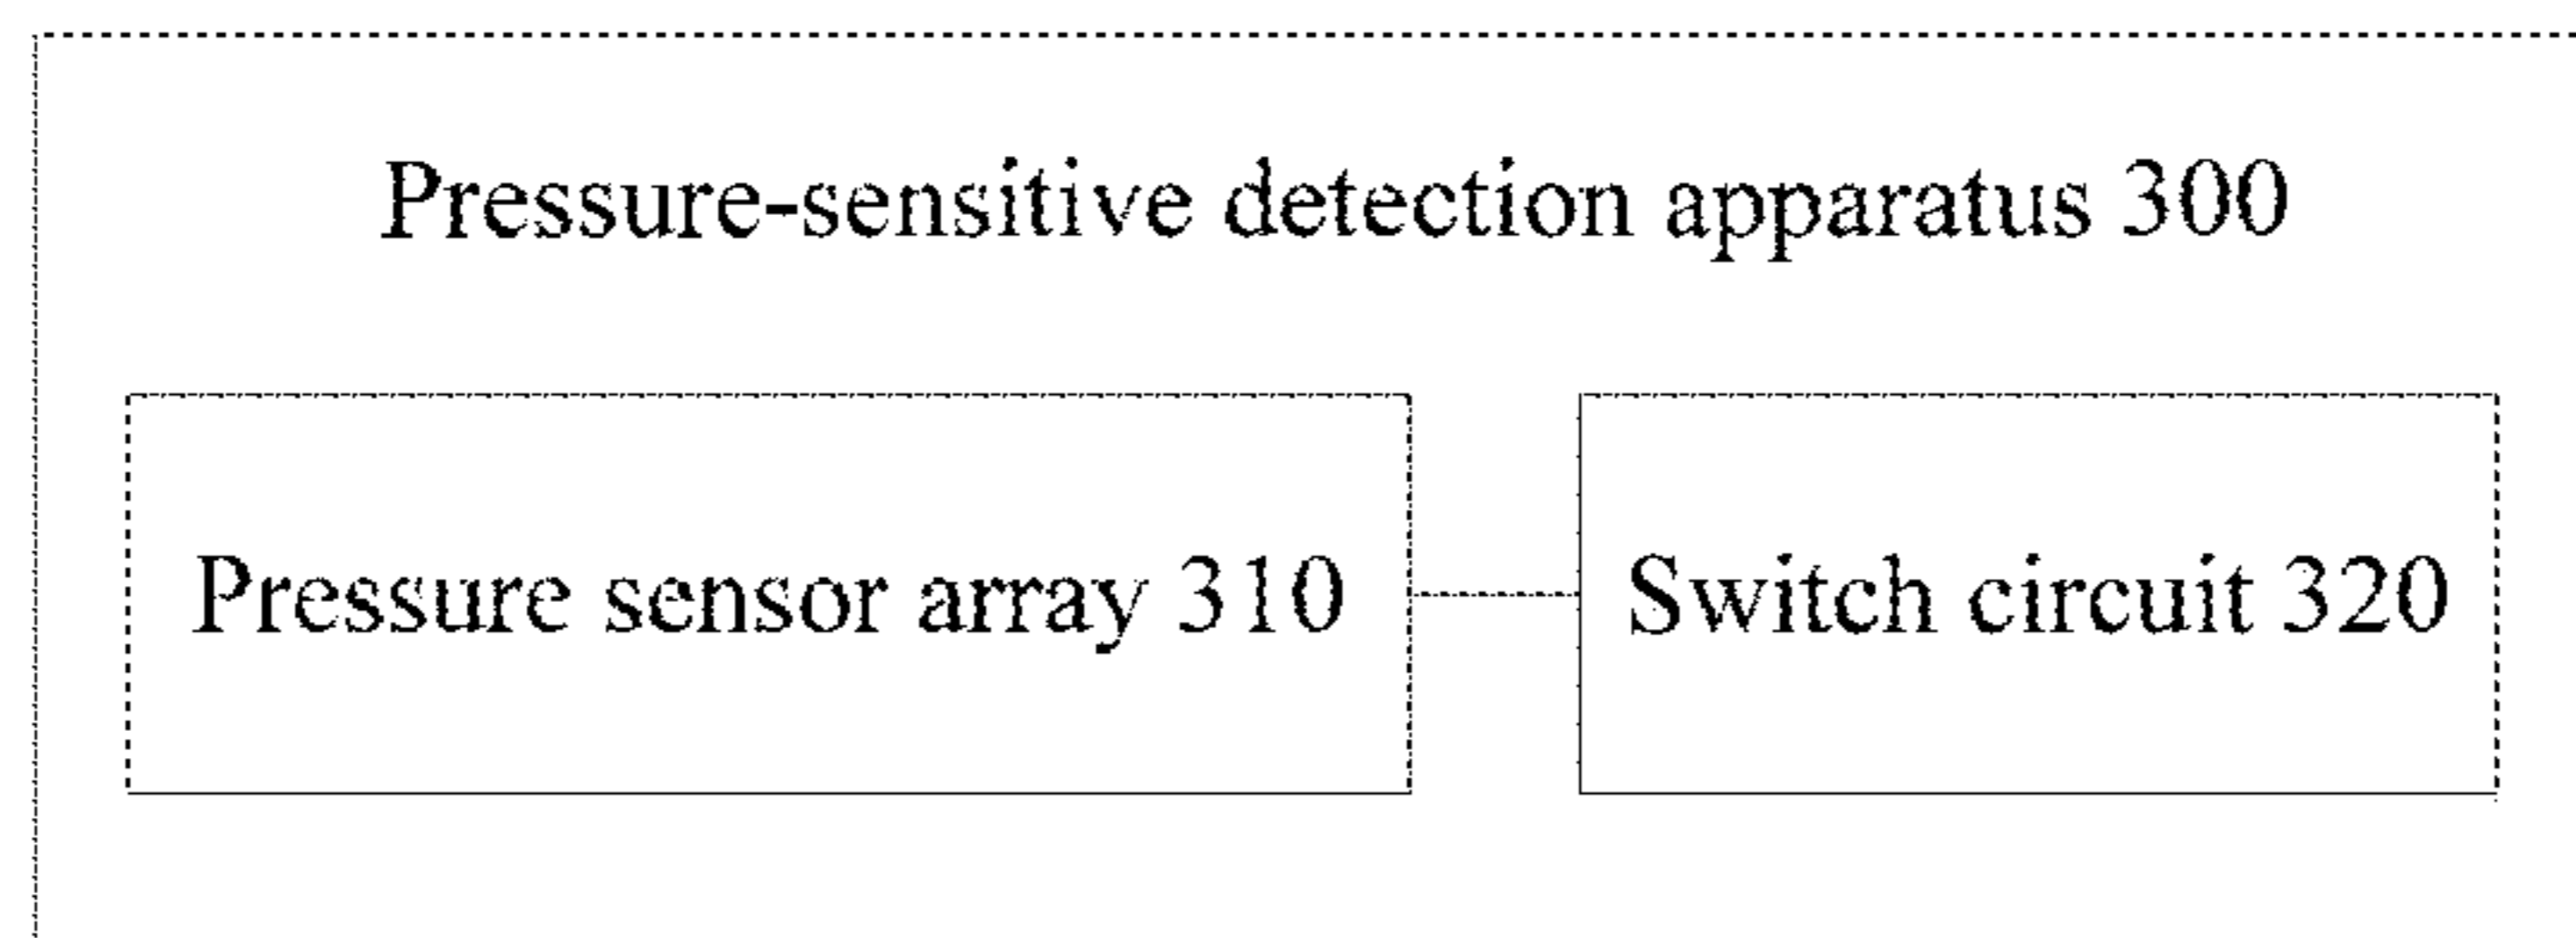 Pressure-sensitive detection apparatus 300
Pressure sensor array 310
Switch circuit 320